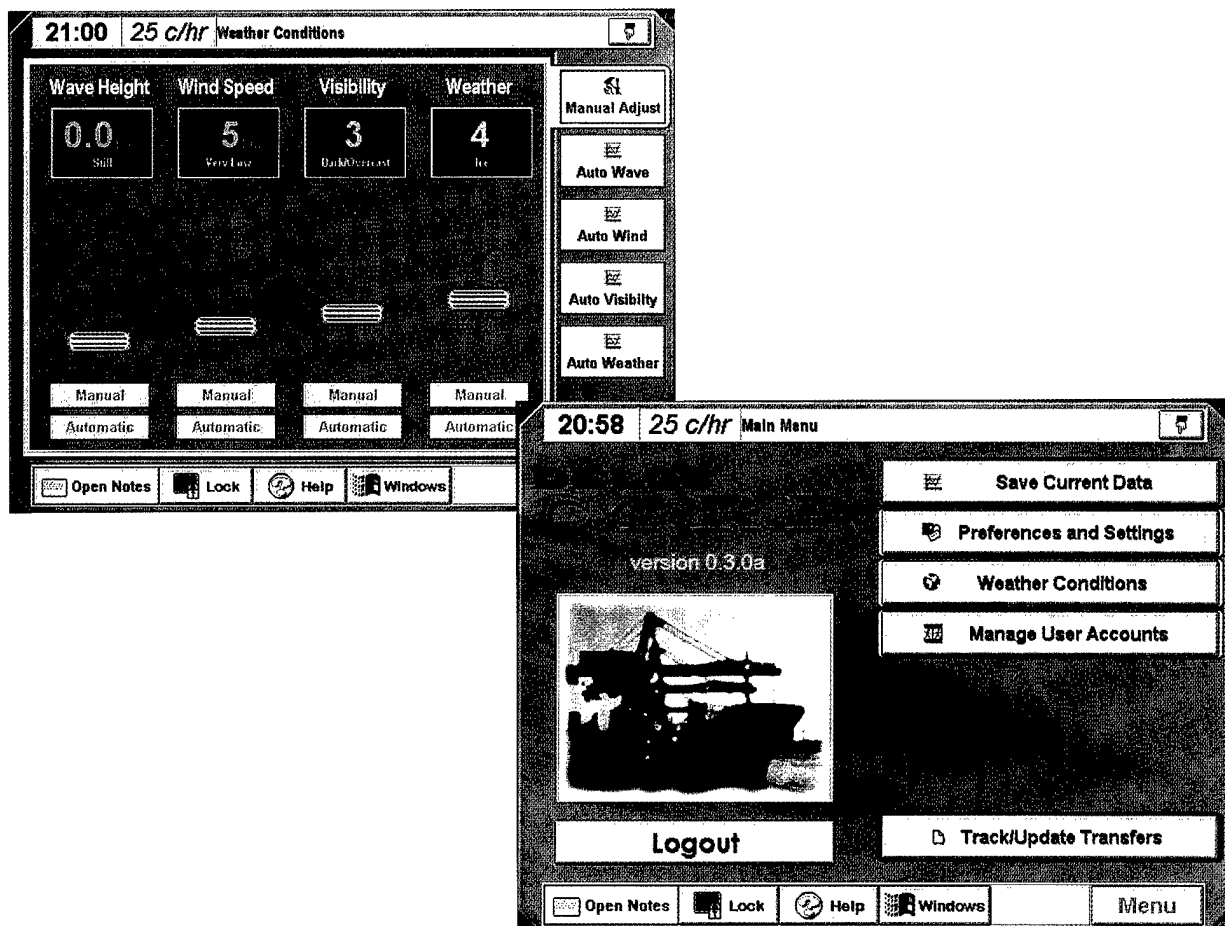 21:00 25 c/hr Weather Conditions
Wave Height Wind Speed Visibility Weather
0.0 5 3 4
Still Very Low Dark/Overcast Ice
Manual Adjust
Auto Wave
Auto Wind
Auto Visibilty
Auto Weather
Manual Manual Manual Manual
Automatic Automatic Automatic Automatic
Open Notes Lock Help Windows
20:58 25 c/hr Main Menu
Save Current Data
Preferences and Settings
version 0.3.0a
Weather Conditions
Manage User Accounts
Logout
Track/Update Transfers
Open Notes Lock Help Windows Menu